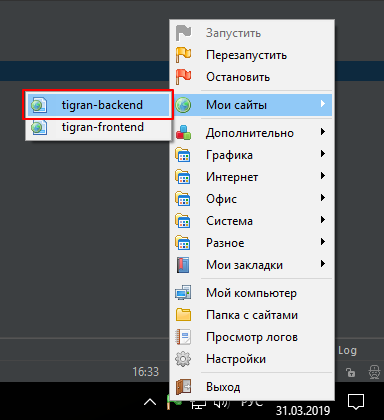 Запустить
Перезапустить
Остановить
tigran-backend
Мои сайты
tigran-frontend
Дополнительно
Графика
Интернет
Офис
Система
Разное
Мои закладки
Мой компьютер
Папка с сайтами
Просмотр логов
Log
Настройки
16:33
Выход
РУС
31.03.2019